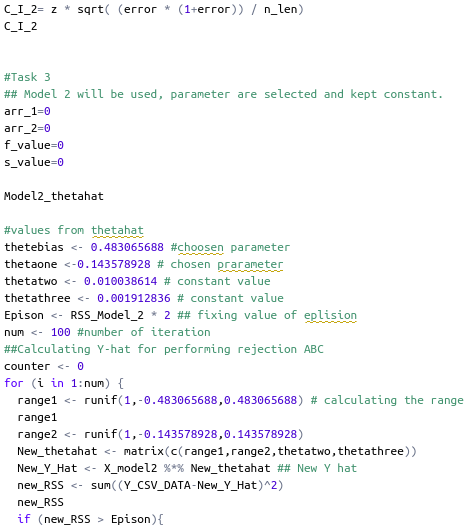 C_I_2= z * sqrt( (error * (1+error)) / n_len)
C_I_2
#Task 3
## Model 2 will be used, parameter are selected and kept constant.
arr_1=0
arr_2=0
f_value=0
s_value=0
Model2_thetahat
#values from thetahat
thetebias <- 0.483065688 #choosen parameter
thetaone <-0.143578928 # chosen prarameter
thetatwo <- 0.010038614 # constant value
thetathree <- 0.001912836 # constant value
Epison <- RSS_Model_2 * 2 ## fixing value of eplision
num <- 100 #number of iteration
##Calculating Y-hat for performing rejection ABC
counter <- 0
for (i in 1:num) {
range1 <- runif(1,-0.483065688,0.483065688) # calculating the range
range1
range2 <- runif(1,-0.143578928,0.143578928)
New_thetahat <- matrix(c(range1,range2,thetatwo,thetathree))
New_Y_Hat <- X_model2 %*% New_thetahat ## New Y hat
new_RSS <- sum((Y_CSV_DATA-New_Y_Hat)^2)
new_RSS
if (new_RSS > Epison){